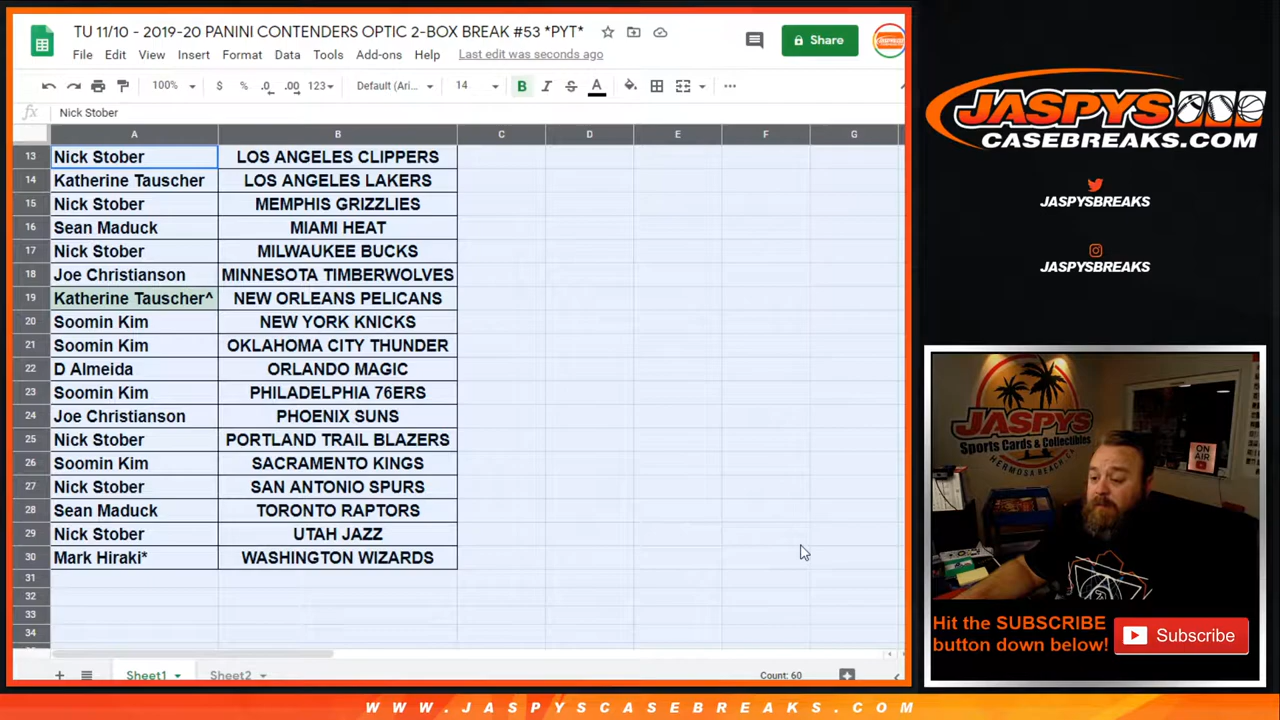 TU 11/10 - 2019-20 PANINI CONTENDERS OPTIC 2-BOX BREAK #53 *PYT*
Share
File Edit View Insert Format Data Tools Add-ons Help Last edit was seconds ago
100% $ % .0 .00 123 Default (Ari... 14 B I S A
fx Nick Stober
A B C D E F G
13 Nick Stober LOS ANGELES CLIPPERS
14 Katherine Tauscher LOS ANGELES LAKERS
15 Nick Stober MEMPHIS GRIZZLIES
16 Sean Maduck MIAMI HEAT
17 Nick Stober MILWAUKEE BUCKS
18 Joe Christianson MINNESOTA TIMBERWOLVES
19 Katherine Tauscher^ NEW ORLEANS PELICANS
20 Soomin Kim NEW YORK KNICKS
21 Soomin Kim OKLAHOMA CITY THUNDER
22 D Almeida ORLANDO MAGIC
23 Soomin Kim PHILADELPHIA 76ERS
24 Joe Christianson PHOENIX SUNS
25 Nick Stober PORTLAND TRAIL BLAZERS
26 Soomin Kim SACRAMENTO KINGS
27 Nick Stober SAN ANTONIO SPURS
28 Sean Maduck TORONTO RAPTORS
29 Nick Stober UTAH JAZZ
30 Mark Hiraki* WASHINGTON WIZARDS
31
32
33
34
Sheet1 Sheet2 Count: 60
JASPYS
CASEBREAKS.COM
JASPYSBREAKS
JASPYSBREAKS
JASPYS
Sports Cards & Collectibles
HERMOSA BEACH, CA
ON AIR
Hit the SUBSCRIBE
button down below!
Subscribe
WWW.JASPYSCASEBREAKS.COM